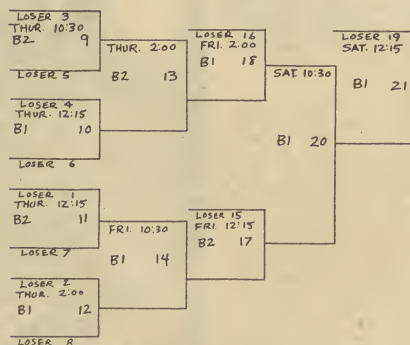 LOSER 3
THUR. 10:30
B2 9
LOSER 5
LOSER 4
THUR. 12:15
B1 10
LOSER 6
LOSER 1
THUR. 12:15
B2 11
LOSER 7
LOSER 2
THUR. 2:00
B1 12
LOSER 8
THUR. 2:00
B2 13
FRI. 10:30
B1 14
LOSER 16
FRI. 2:00
B1 18
LOSER 15
FRI. 12:15
B2 17
SAT. 10:30
B1 20
LOSER 19
SAT. 12:15
B1 21